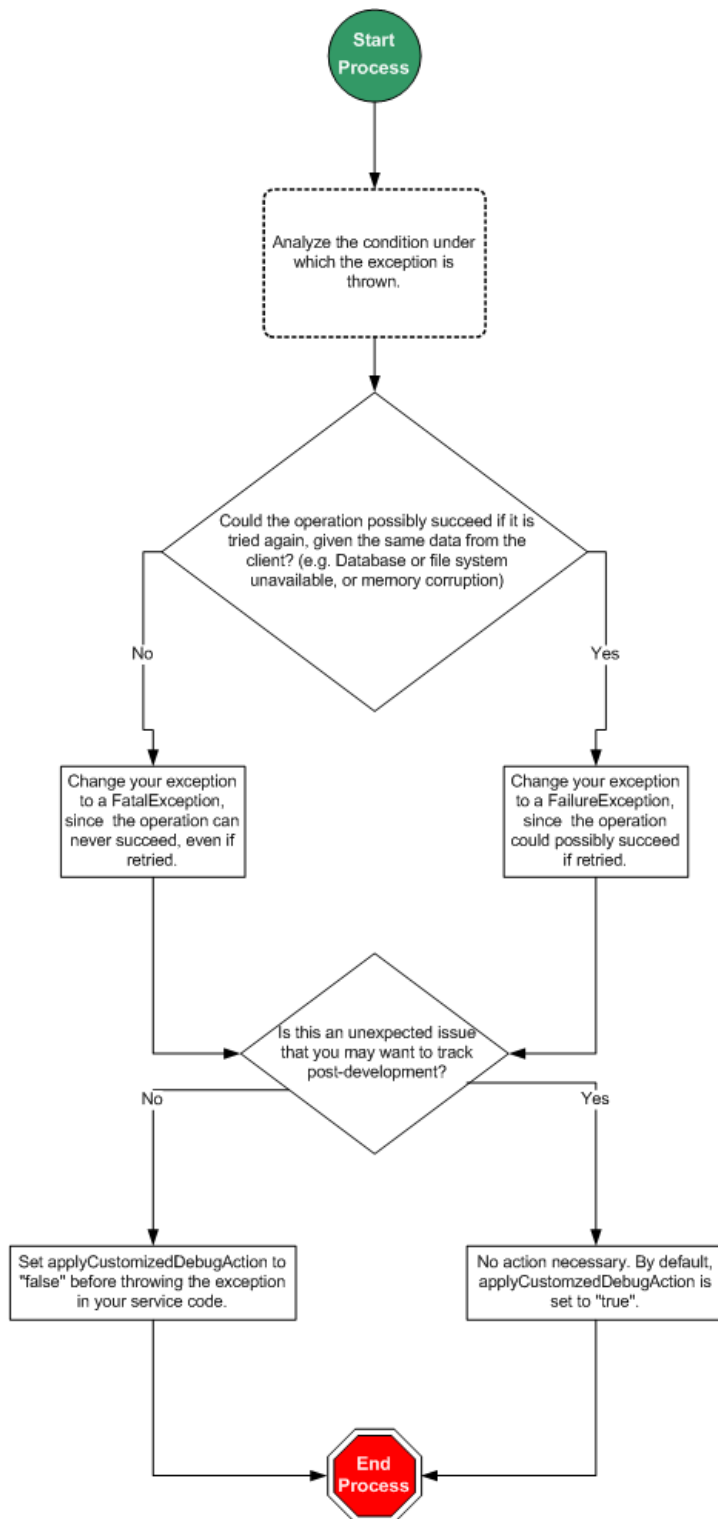 Start
Process
Analyze the condition under
which the exception is
thrown.
Could the operation possibly succeed if it is
tried again, given the same data from the
client? (e.g. Database or file system
unavailable, or memory corruption)
No
Yes
Change your exception
to a FatalException,
since the operation can
never succeed, even if
retried.
Change your exception
to a FailureException,
since the operation
could possibly succeed
if retried.
Is this an unexpected issue
that you may want to track
post-development?
No
Yes
Set applyCustomizedDebugAction to
"false" before throwing the exception
in your service code.
No action necessary. By default,
applyCustomzedDebugAction is
set to "true".
End
Process